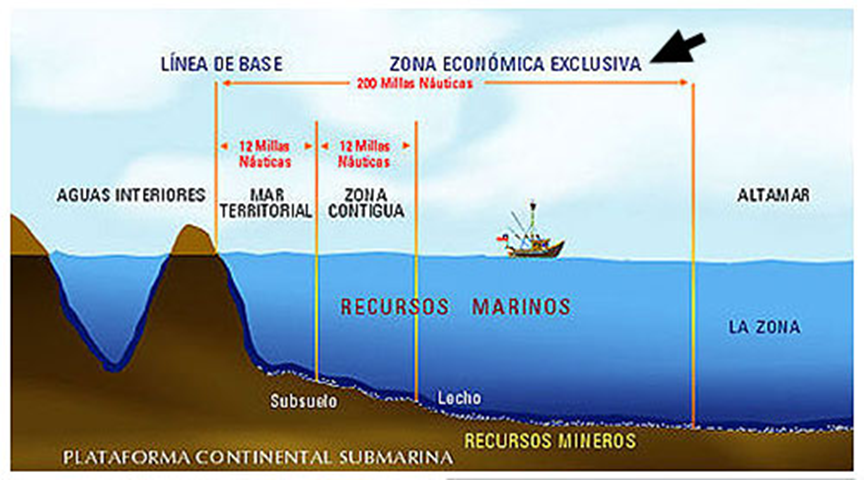 LÍNEA DE BASE
ZONA ECONÓMICA EXCLUSIVA
200 Millas Náuticas
12 Millas
Náuticas
12 Millas
Náuticas
AGUAS INTERIORES
MAR
TERRITORIAL
ZONA
CONTIGUA
ALTAMAR
RECURSOS MARINOS
LA ZONA
Subsuelo
Lecho
RECURSOS MINEROS
PLATAFORMA CONTINENTAL SUBMARINA